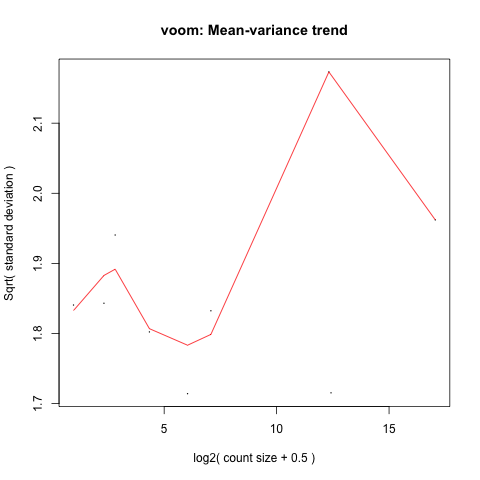 voom: Mean-variance trend
Sqrt( standard deviation )
2.1
2.0
1.9
1.8
1.7
5
10
15
log2( count size + 0.5 )